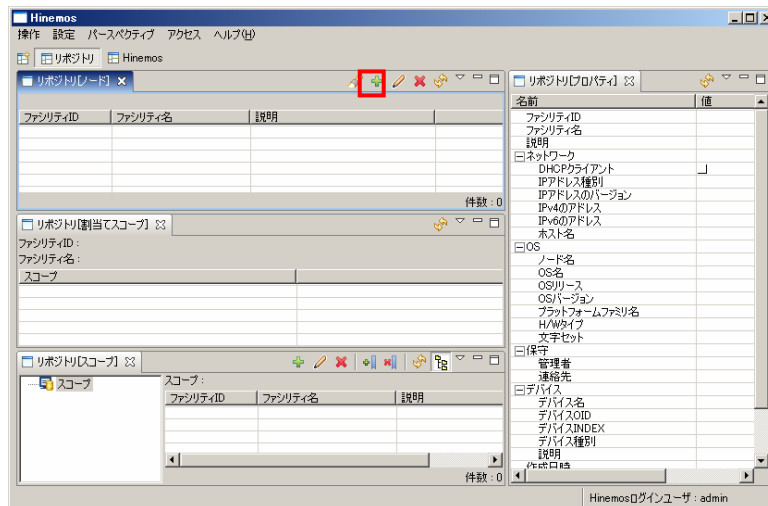 Hinemos
操作 設定 パースペクティブ アクセス ヘルプ(H)
リポジトリ Hinemos
リポジトリ[ノード]
ファシリティID ファシリティ名 説明
件数 : 0
リポジトリ[割当てスコープ]
ファシリティID :
ファシリティ名 :
スコープ
リポジトリ[スコープ]
スコープ
スコープ :
ファシリティID ファシリティ名 説明
件数 : 0
リポジトリ[プロパティ]
名前 値
ファシリティID
ファシリティ名
説明
ネットワーク
DHCPクライアント
IPアドレス種別
IPアドレスのバージョン
IPv4のアドレス
IPv6のアドレス
ホスト名
OS
ノード名
OS名
OSリリース
OSバージョン
プラットフォームファミリ名
H/Wタイプ
文字セット
保守
管理者
連絡先
デバイス
デバイス名
デバイスOID
デバイスINDEX
デバイス種別
説明
作成日時
Hinemosログインユーザ : admin